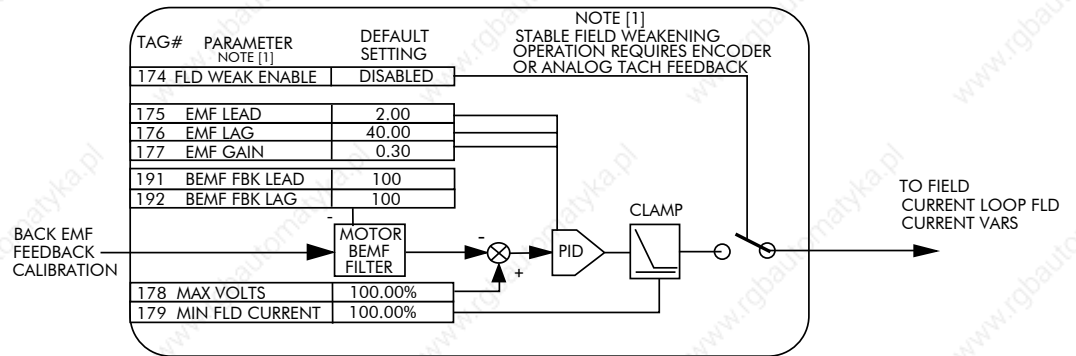 NOTE [1]
STABLE FIELD WEAKENING
OPERATION REQUIRES ENCODER
OR ANALOG TACH FEEDBACK
TAG# PARAMETER DEFAULT
NOTE [1] SETTING
174 FLD WEAK ENABLE DISABLED
175 EMF LEAD 2.00
176 EMF LAG 40.00
177 EMF GAIN 0.30
191 BEMF FBK LEAD 100
192 BEMF FBK LAG 100
BACK EMF
FEEDBACK
CALIBRATION
-
MOTOR
BEMF
FILTER
-
+
PID
CLAMP
TO FIELD
CURRENT LOOP FLD
CURRENT VARS
178 MAX VOLTS 100.00%
179 MIN FLD CURRENT 100.00%
www.rgbautomatyka.pl